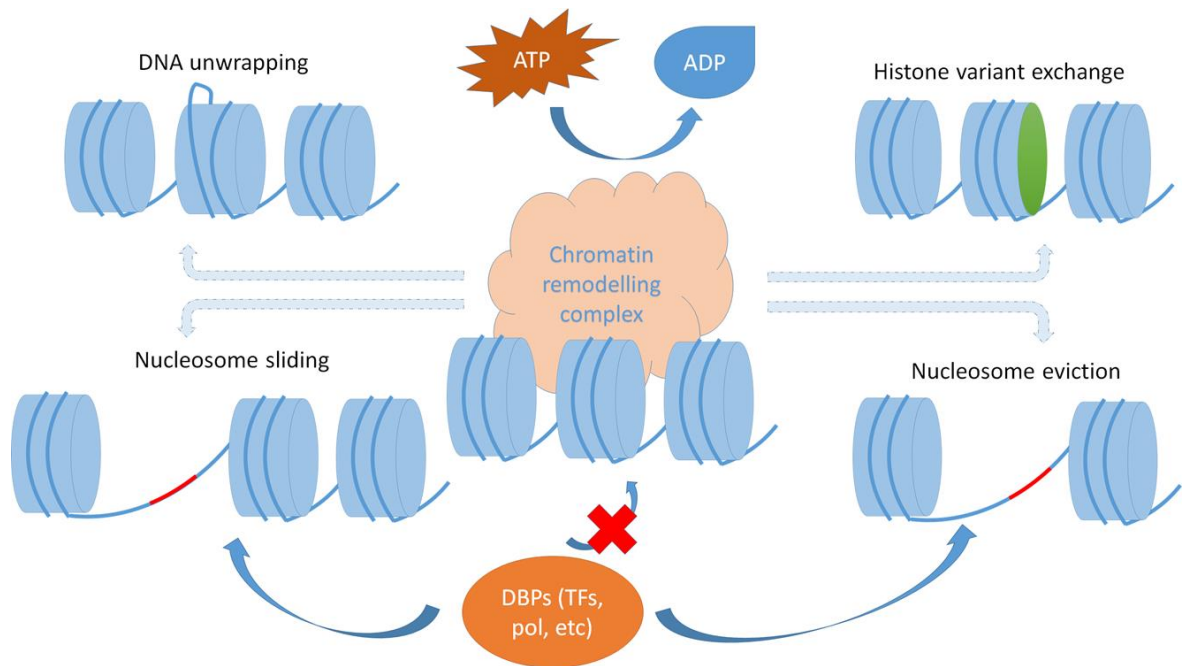 DNA unwrapping
ATP
ADP
Histone variant exchange
Chromatin
remodelling
complex
Nucleosome sliding
Nucleosome eviction
DBPs (TFs,
pol, etc)